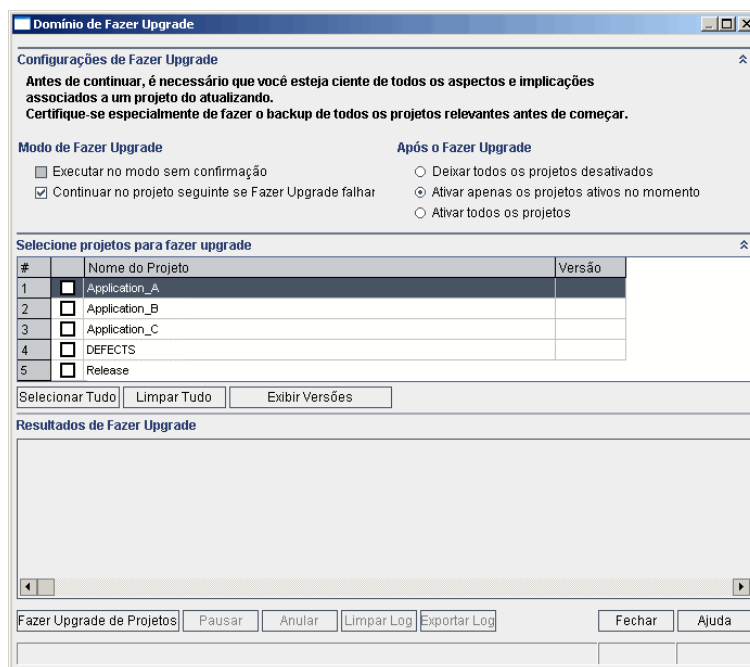 Domínio de Fazer Upgrade
Configurações de Fazer Upgrade
Antes de continuar, é necessário que você esteja ciente de todos os aspectos e implicações
associados a um projeto do atualizando.
Certifique-se especialmente de fazer o backup de todos os projetos relevantes antes de começar.
Modo de Fazer Upgrade
Executar no modo sem confirmação
Continuar no projeto seguinte se Fazer Upgrade falhar
Após o Fazer Upgrade
Deixar todos os projetos desativados
Ativar apenas os projetos ativos no momento
Ativar todos os projetos
Selecione projetos para fazer upgrade
# Nome do Projeto Versão
1 Application_A
2 Application_B
3 Application_C
4 DEFECTS
5 Release
Selecionar Tudo Limpar Tudo Exibir Versões
Resultados de Fazer Upgrade
Fazer Upgrade de Projetos Pausar Anular Limpar Log Exportar Log Fechar Ajuda